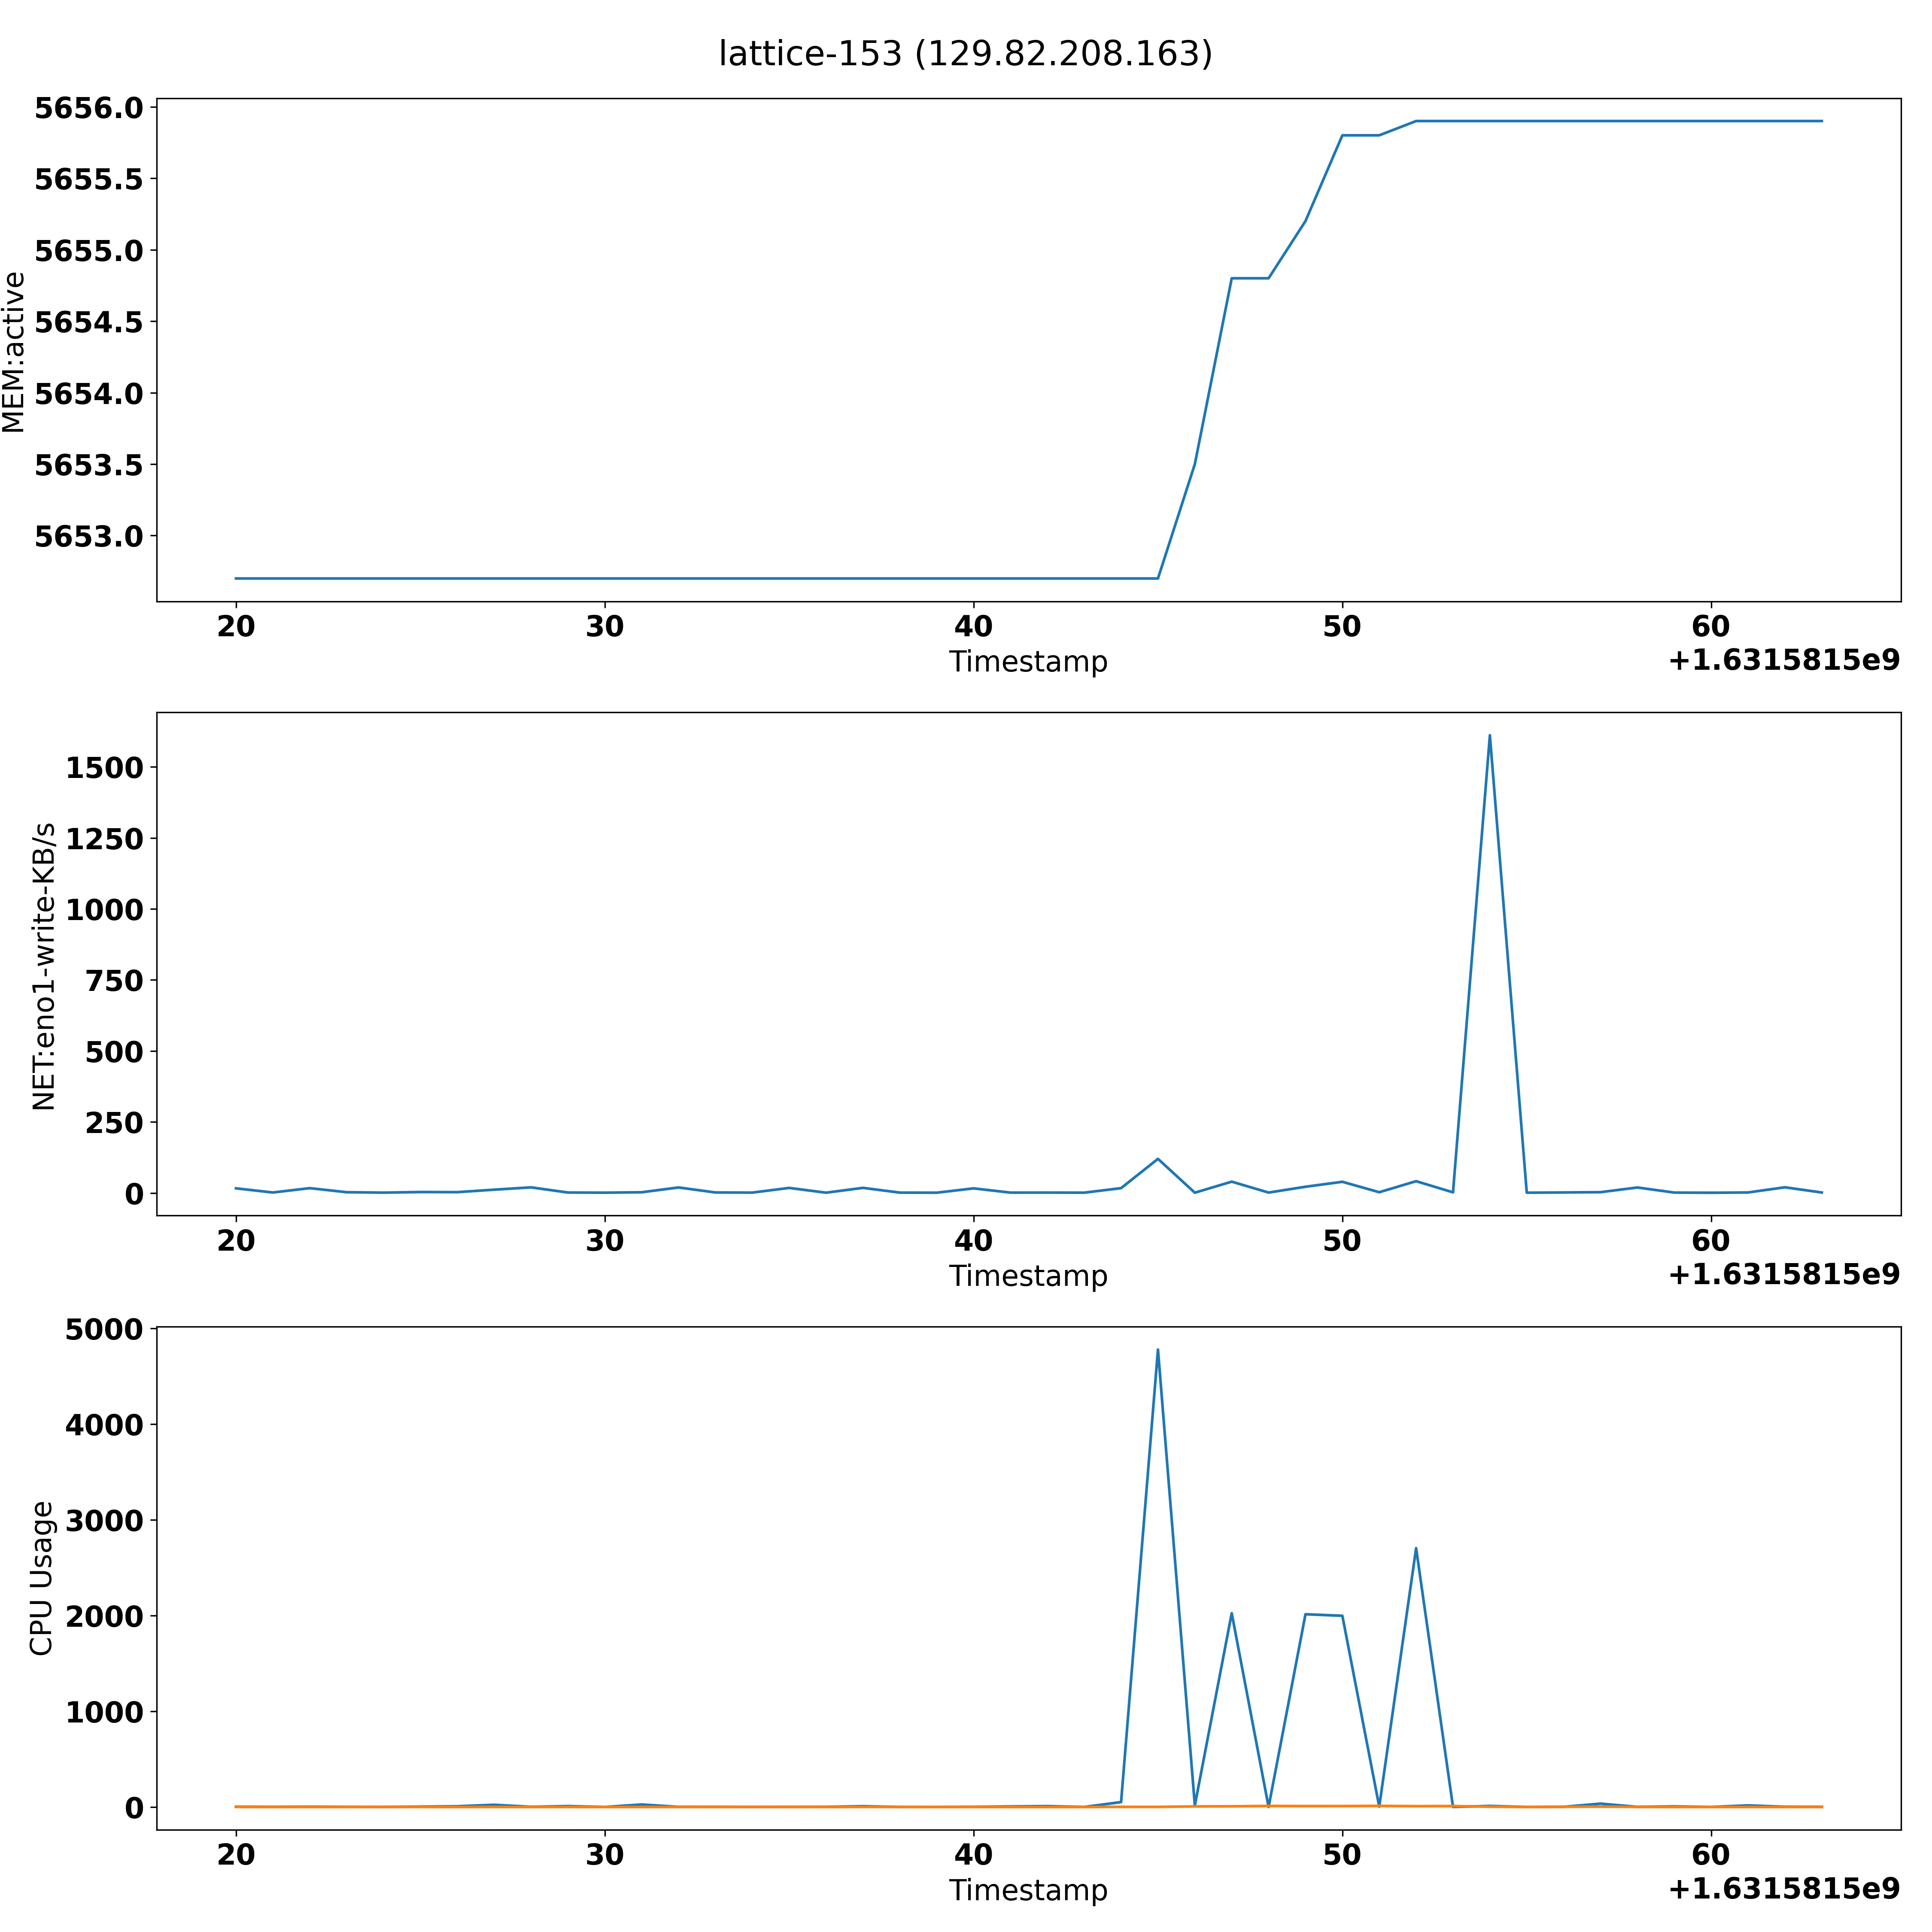 lattice-153 (129.82.208.163)
5656.0
5655.5
5655.0
5654.5
5654.0
5653.5
5653.0
MEM:active
20 30 40 50 60
Timestamp
+1.6315815e9
1500
1250
1000
750
500
250
0
NET:eno1-write-KB/s
20 30 40 50 60
Timestamp
+1.6315815e9
5000
4000
3000
2000
1000
0
CPU Usage
20 30 40 50 60
Timestamp
+1.6315815e9